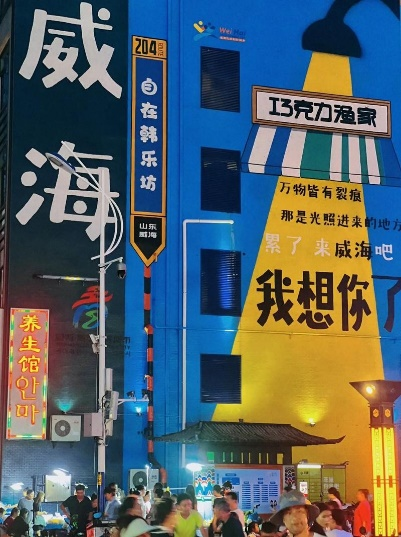 威海
204
自在韩乐坊
山东
威海
巧克力渔家
万物皆有裂痕
那是光照进来的地方
累了 来威海吧
我想你了
养生馆안마